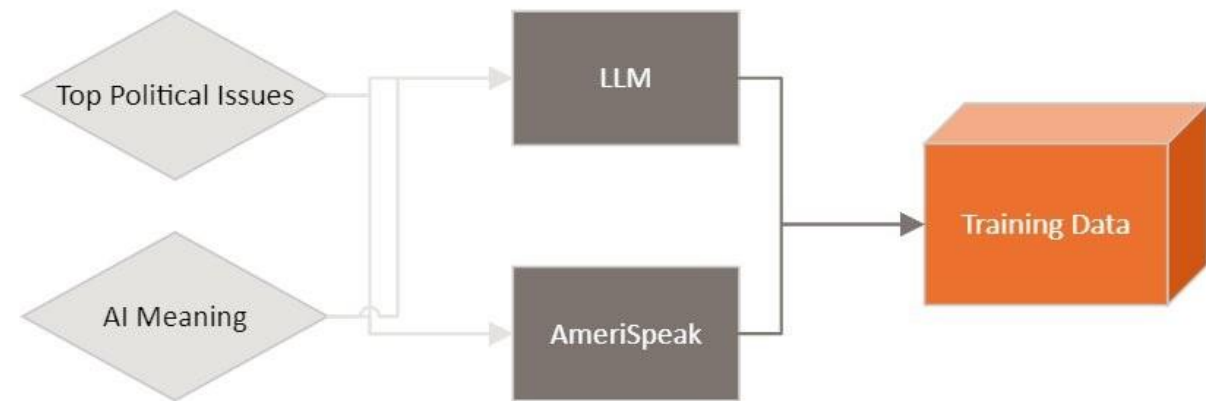 Top Political Issues
LLM
Training Data
AI Meaning
AmeriSpeak